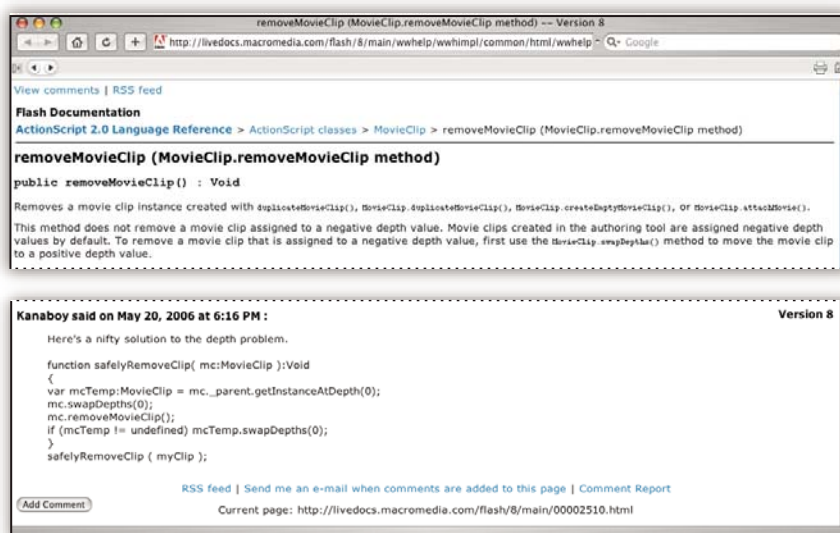 removeMovieClip (MovieClip.removeMovieClip method) -- Version 8
http://livedocs.macromedia.com/flash/8/main/wwhelp/wwhimpl/common/html/wwhelp
Google
View comments | RSS feed
Flash Documentation
ActionScript 2.0 Language Reference > ActionScript classes > MovieClip > removeMovieClip (MovieClip.removeMovieClip method)
removeMovieClip (MovieClip.removeMovieClip method)
public removeMovieClip() : Void
Removes a movie clip instance created with duplicateMovieClip(), MovieClip.duplicateMovieClip(), MovieClip.createEmptyMovieClip(), or MovieClip.attachMovie().
This method does not remove a movie clip assigned to a negative depth value. Movie clips created in the authoring tool are assigned negative depth
values by default. To remove a movie clip that is assigned to a negative depth value, first use the MovieClip.swapDepths() method to move the movie clip
to a positive depth value.
Kanaboy said on May 20, 2006 at 6:16 PM :
Version 8
Here's a nifty solution to the depth problem.
function safelyRemoveClip( mc:MovieClip ):Void
{
var mcTemp:MovieClip = mc._parent.getInstanceAtDepth(0);
mc.swapDepths(0);
mc.removeMovieClip();
if (mcTemp != undefined) mcTemp.swapDepths(0);
}
safelyRemoveClip ( myClip );
RSS feed | Send me an e-mail when comments are added to this page | Comment Report
Add Comment
Current page: http://livedocs.macromedia.com/flash/8/main/00002510.html